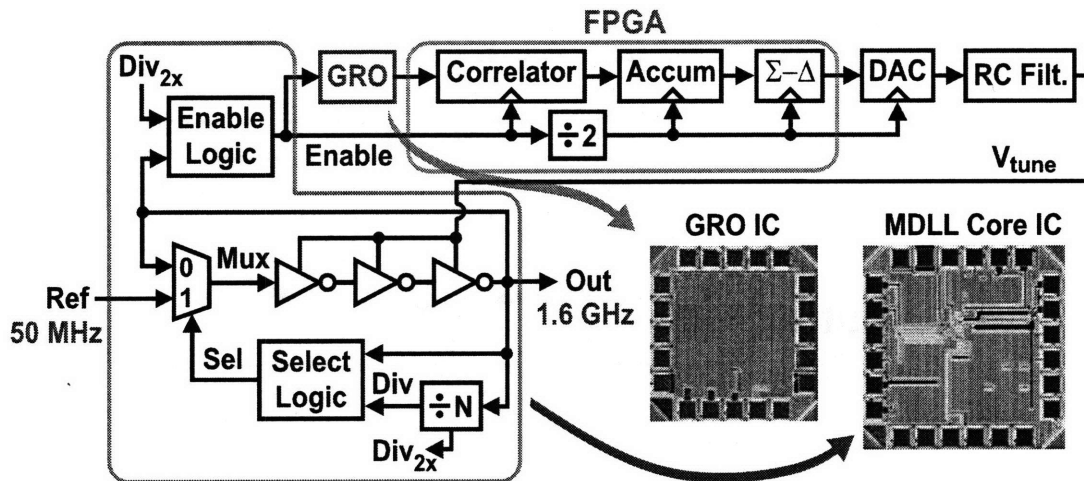 FPGA
Div2x
GRO
Correlator
Accum
Σ–Δ
DAC
RC Filt.
Enable
Logic
Enable
÷2
Vtune
GRO IC
MDLL Core IC
0
1
Mux
Ref
50 MHz
Out
1.6 GHz
Sel
Select
Logic
Div
÷N
Div2x